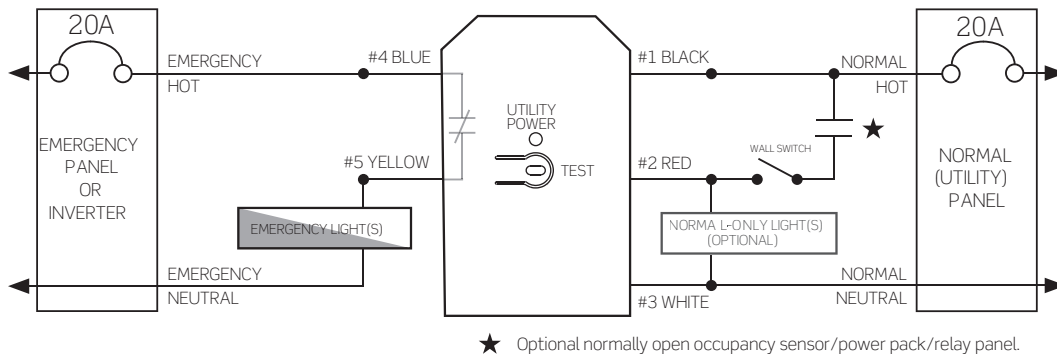 20A
EMERGENCY
HOT
#4 BLUE
#1 BLACK
NORMAL
HOT
20A
EMERGENCY
PANEL
OR
INVERTER
UTILITY
POWER
TEST
#5 YELLOW
#2 RED
WALL SWITCH
★
NORMAL
(UTILITY)
PANEL
EMERGENCY LIGHT(S)
NORMA L-ONLY LIGHT(S)
(OPTIONAL)
EMERGENCY
NEUTRAL
#3 WHITE
NORMAL
NEUTRAL
★ Optional normally open occupancy sensor/power pack/relay panel.